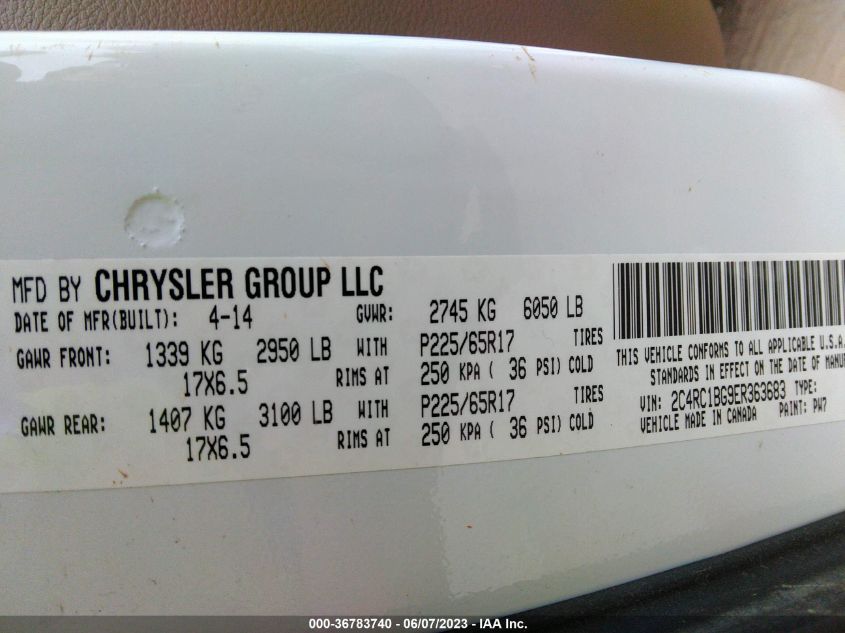 MFD BY CHRYSLER GROUP LLC
DATE OF MFR(BUILT): 4-14 GVWR: 2745 KG 6050 LB
GAWR FRONT: 1339 KG 2950 LB WITH P225/65R17 TIRES
17X6.5 RIMS AT 250 KPA ( 36 PSI) COLD
GAWR REAR: 1407 KG 3100 LB WITH P225/65R17 TIRES
17X6.5 RIMS AT 250 KPA ( 36 PSI) COLD
THIS VEHICLE CONFORMS TO ALL APPLICABLE U.S.A.
STANDARDS IN EFFECT ON THE DATE OF MANUF
VIN: 2C4RC1BG9ER363683 TYPE:
VEHICLE MADE IN CANADA PAINT: PW7
000-36783740 - 06/07/2023 - IAA Inc.